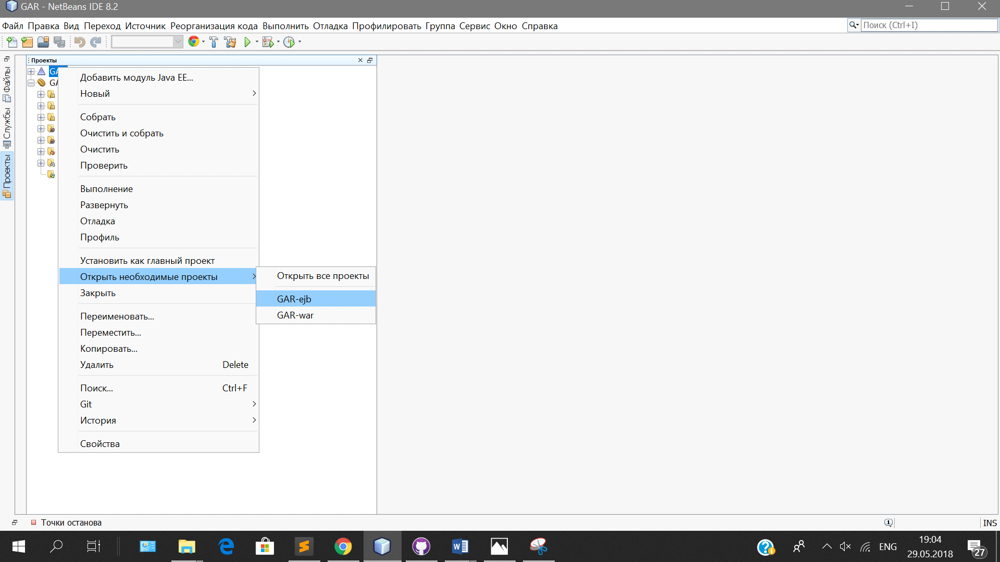 GAR - NetBeans IDE 8.2
Файл Правка Вид Переход Источник Реорганизация кода Выполнить Отладка Профилировать Группа Сервис Окно Справка
Поиск (Ctrl+I)
Файлы
Службы
Проекты
Проекты
GA
GA
Добавить модуль Java EE...
Новый
Собрать
Очистить и собрать
Очистить
Проверить
Выполнение
Развернуть
Отладка
Профиль
Установить как главный проект
Открыть необходимые проекты
Закрыть
Открыть все проекты
GAR-ejb
GAR-war
Переименовать...
Переместить...
Копировать...
Удалить Delete
Поиск... Ctrl+F
Git
История
Свойства
Точки останова
1
INS
ENG
19:04
29.05.2018
27